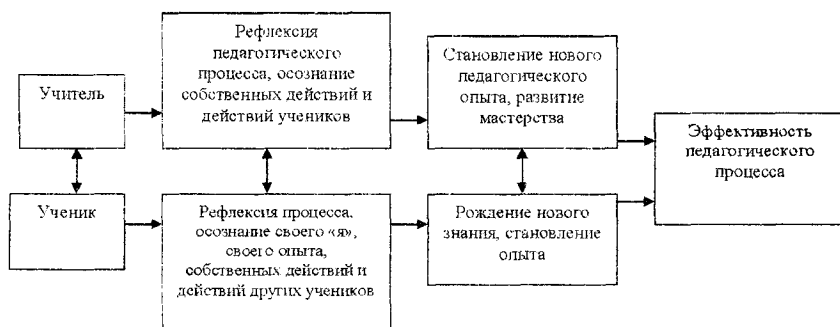 Учитель
Рефлексия
педагогического
процесса, осознание
собственных действий и
действий учеников
Становление нового
педагогического
опыта, развитие
мастерства
Эффективность
педагогического
процесса
Ученик
Рефлексия процесса,
осознание своего «я»,
своего опыта,
собственных действий и
действий других учеников
Рождение нового
знания, становление
опыта